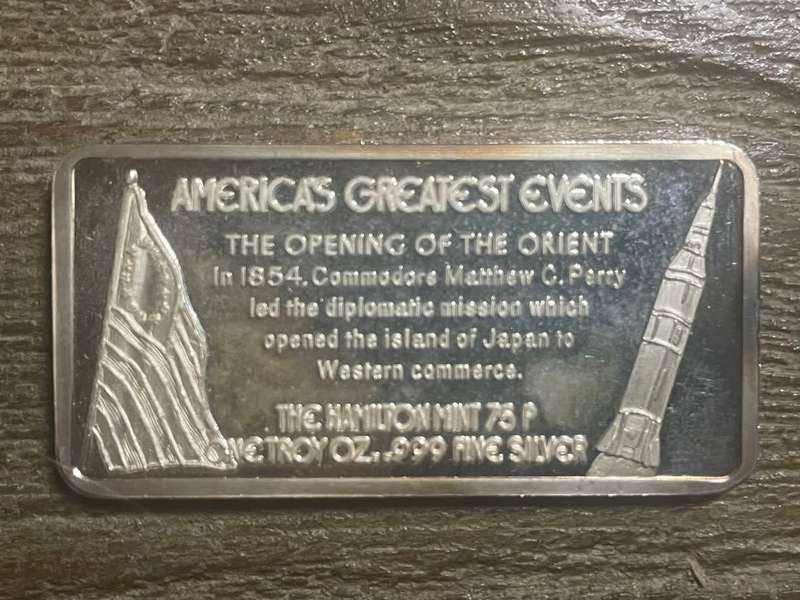 AMERICA'S GREATEST EVENTS
THE OPENING OF THE ORIENT
In 1854, Commodore Matthew C. Perry
led the diplomatic mission which
opened the island of Japan to
Western commerce.
THE HAMILTON MINT 76 P
ONE TROY OZ. .999 FINE SILVER